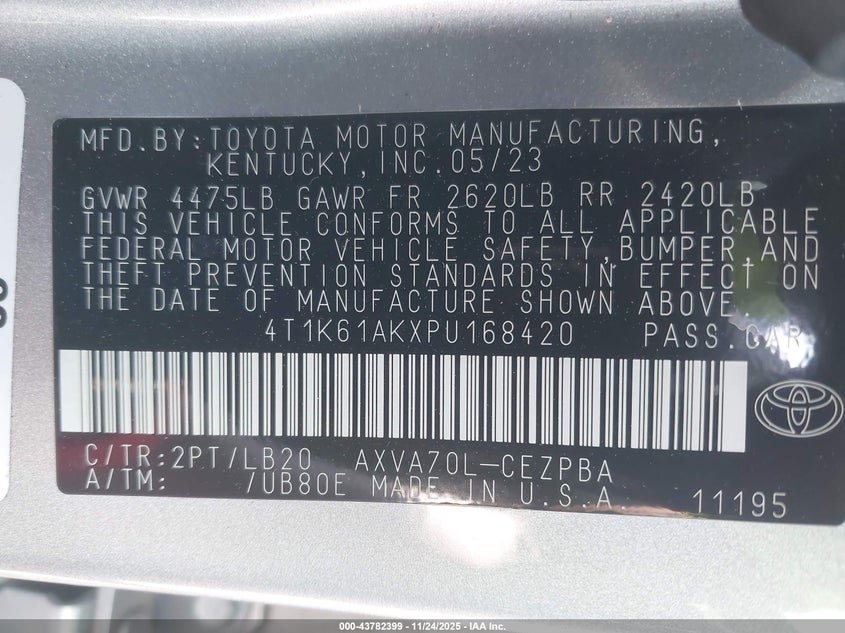 MFD.BY:TOYOTA MOTOR MANUFACTURING,
KENTUCKY,INC.05/23
GVWR 4475LB GAWR FR 2620LB RR 2420LB
THIS VEHICLE CONFORMS TO ALL APPLICABLE
FEDERAL MOTOR VEHICLE SAFETY,BUMPER,AND
THEFT PREVENTION STANDARDS IN EFFECT ON
THE DATE OF MANUFACTURE SHOWN ABOVE.
4T1K61AKXPU168420 PASS.CAR
C/TR:2PT/LB20 AXVA70L-CEZPBA
A/TM: /UB80E MADE IN U.S.A. 11195
000-43782399 - 11/24/2025 - IAA Inc.